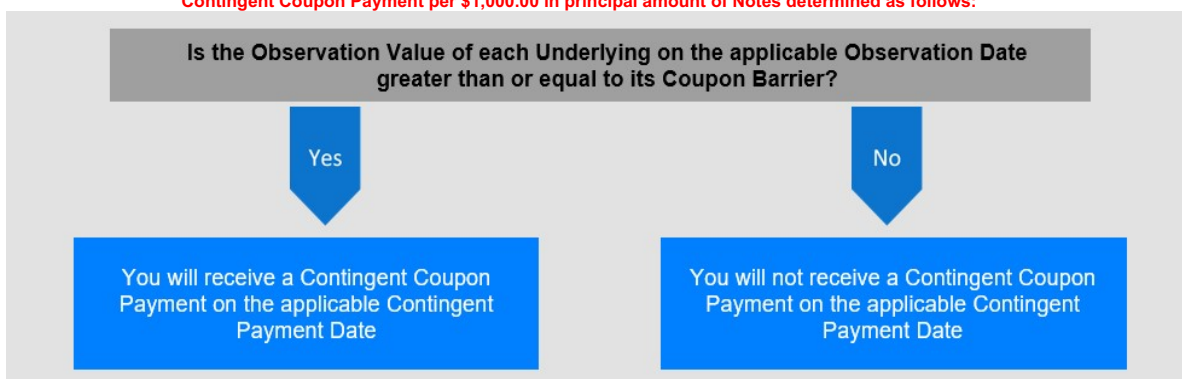 Contingent Coupon Payment per $1,000.00 in principal amount of Notes determined as follows:
Is the Observation Value of each Underlying on the applicable Observation Date
greater than or equal to its Coupon Barrier?
Yes
No
You will receive a Contingent Coupon
Payment on the applicable Contingent
Payment Date
You will not receive a Contingent Coupon
Payment on the applicable Contingent
Payment Date